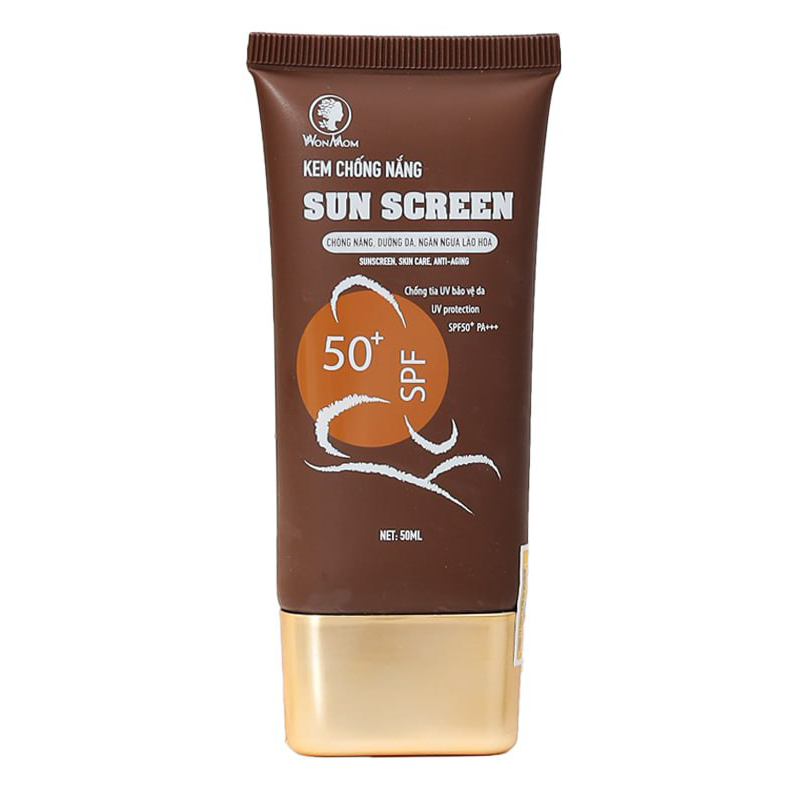 WONMOM
KEM CHỐNG NẮNG
SUN SCREEN
CHỐNG NẮNG, DƯỠNG DA, NGĂN NGỪA LÃO HÓA
SUNSCREEN, SKIN CARE, ANTI-AGING
Chống tia UV bảo vệ da
UV protection
SPF50+ PA+++
50+
SPF
NET: 50ML